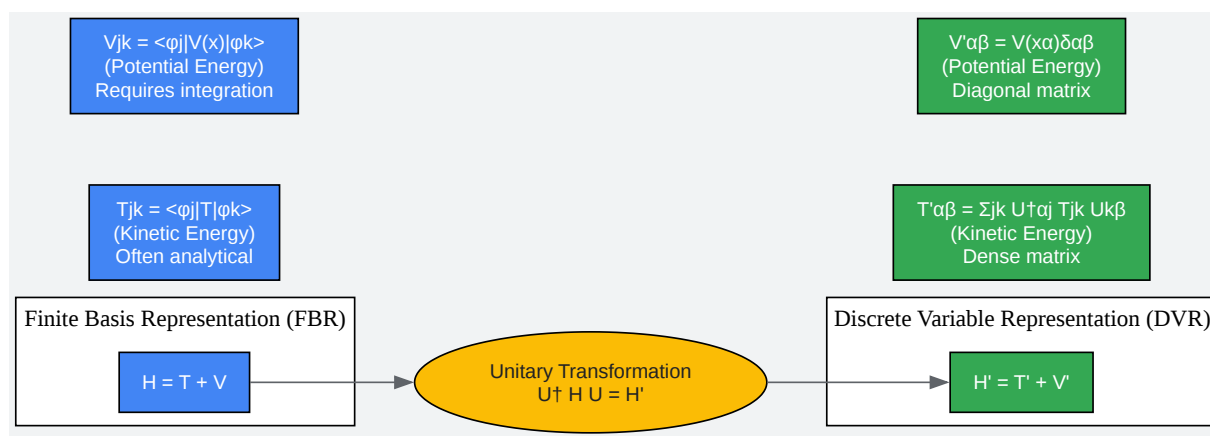 Vjk = <φj|V(x)|φk>
(Potential Energy)
Requires integration
V'αβ = V(xα)δαβ
(Potential Energy)
Diagonal matrix
Tjk = <φj|T|φk>
(Kinetic Energy)
Often analytical
T'αβ = Σjk U†αj Tjk Ukβ
(Kinetic Energy)
Dense matrix
Finite Basis Representation (FBR)
H = T + V
Unitary Transformation
U† H U = H'
Discrete Variable Representation (DVR)
H' = T' + V'